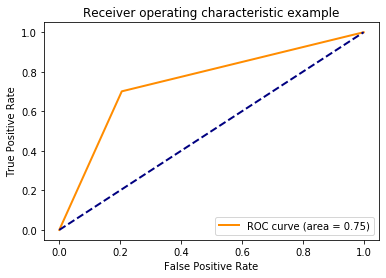 Receiver operating characteristic example
True Positive Rate
1.0
0.8
0.6
0.4
0.2
0.0
ROC curve (area = 0.75)
0.0 0.2 0.4 0.6 0.8 1.0
False Positive Rate